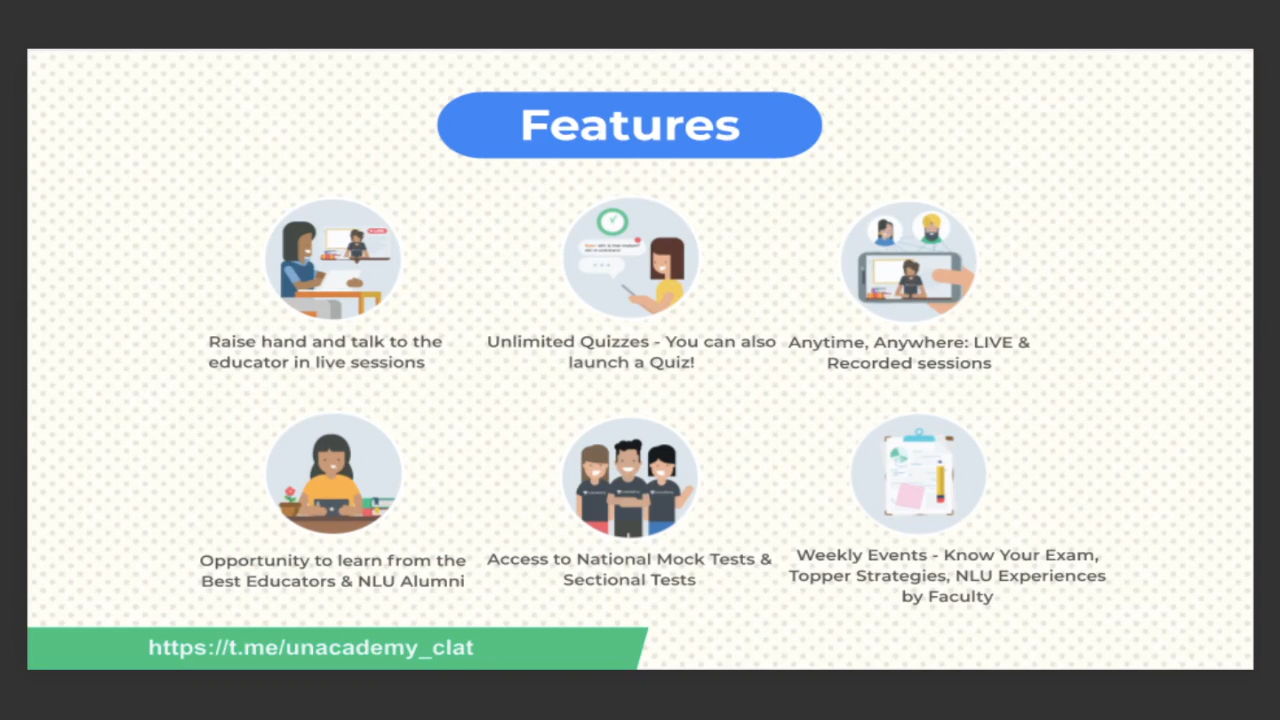 Features
Raise hand and talk to the
educator in live sessions
Unlimited Quizzes - You can also
launch a Quiz!
Anytime, Anywhere: LIVE &
Recorded sessions
Opportunity to learn from the
Best Educators & NLU Alumni
Access to National Mock Tests &
Sectional Tests
Weekly Events - Know Your Exam,
Topper Strategies, NLU Experiences
by Faculty
https://t.me/unacademy_clat